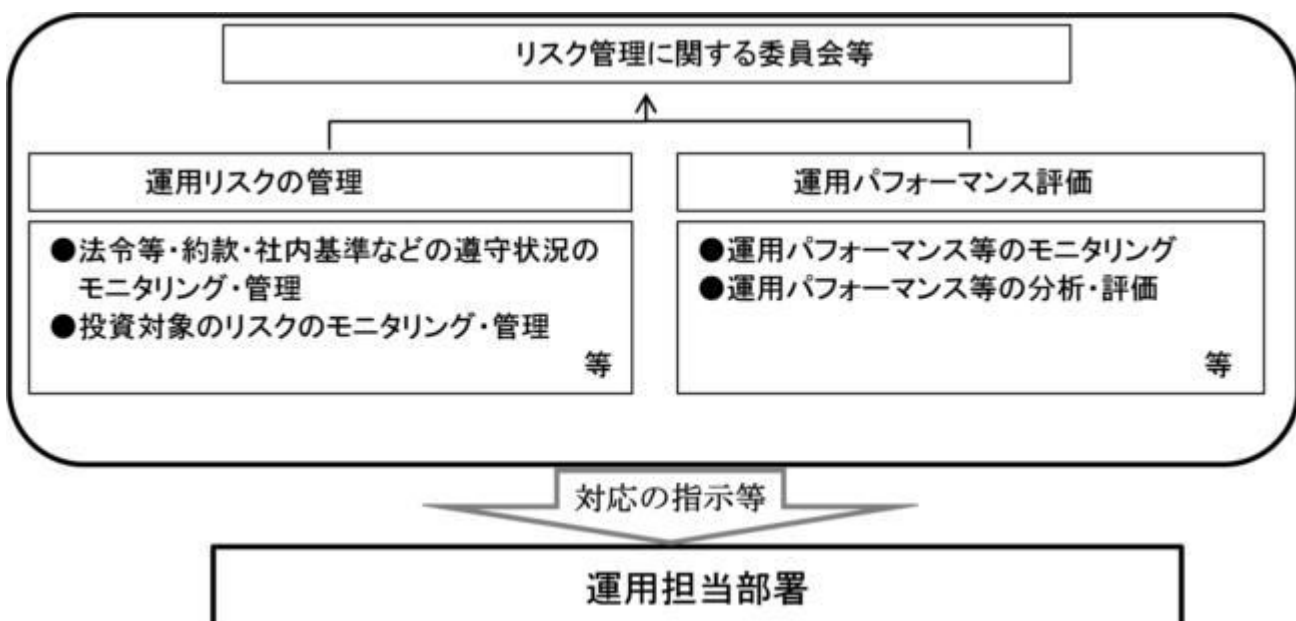 リスク管理に関する委員会等
運用リスクの管理
●法令等・約款・社内基準などの遵守状況の
モニタリング・管理
●投資対象のリスクのモニタリング・管理
等
運用パフォーマンス評価
●運用パフォーマンス等のモニタリング
●運用パフォーマンス等の分析・評価
等
対応の指示等
運用担当部署